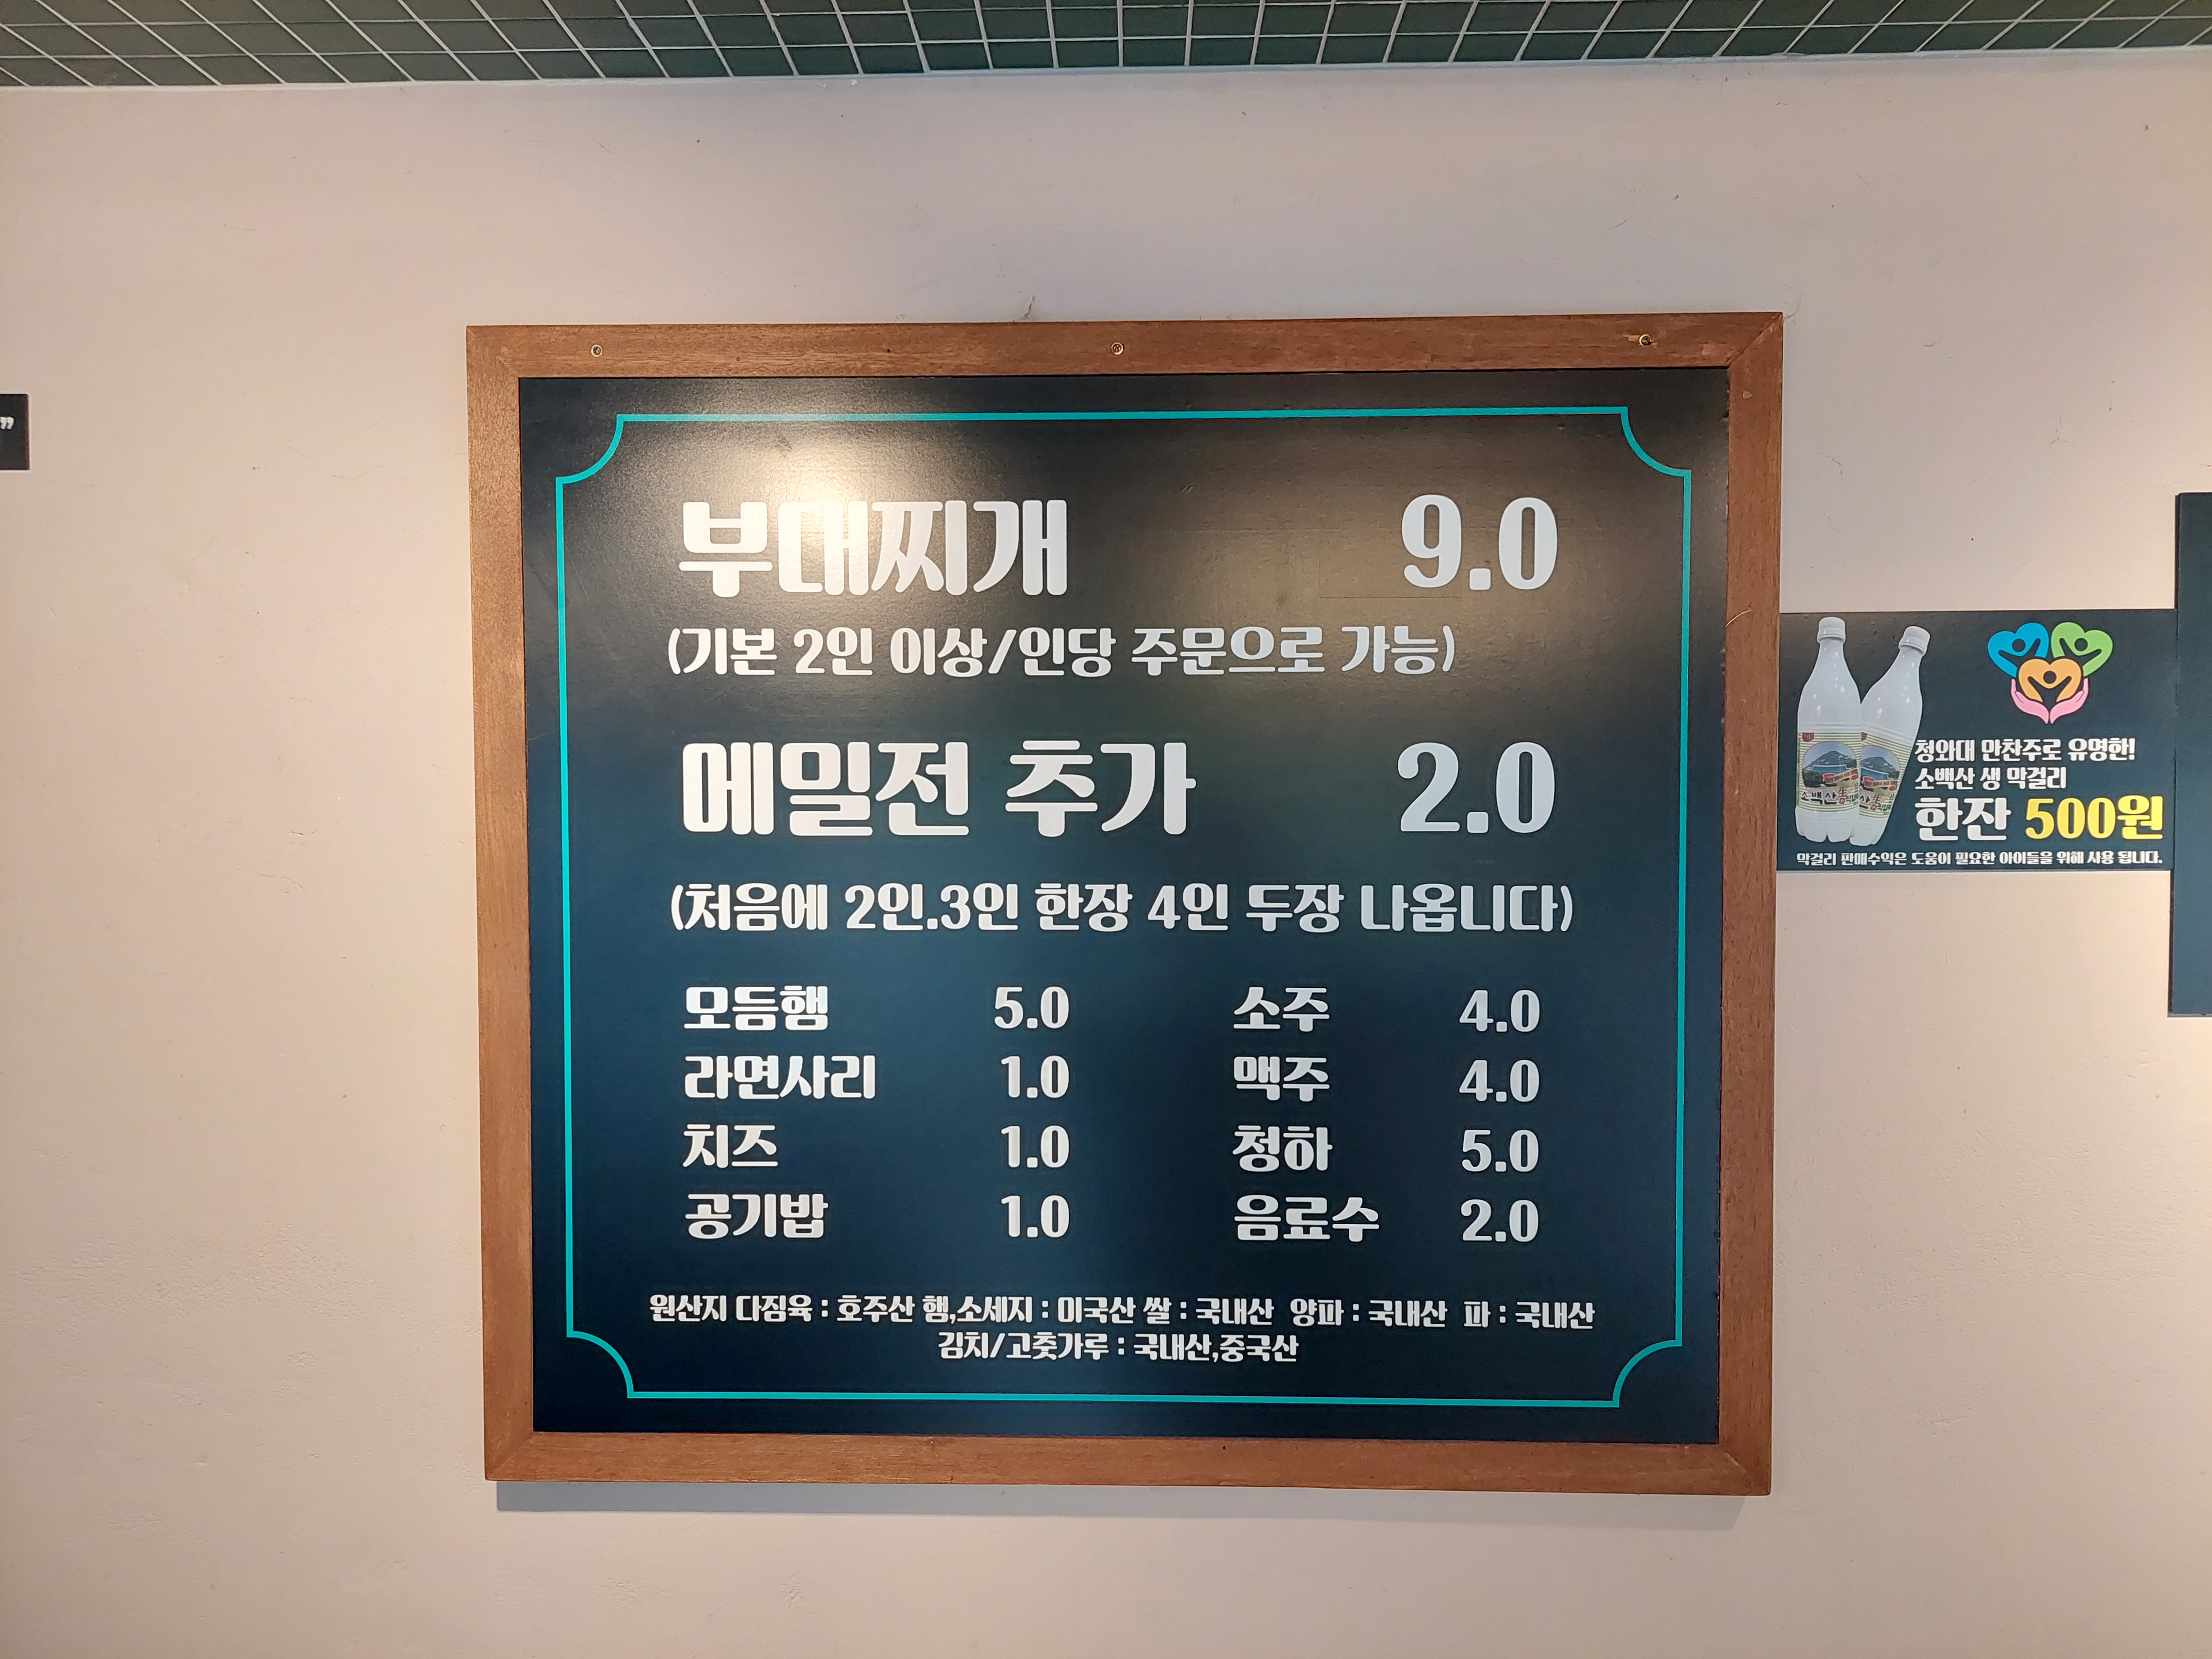 ”
부대찌개 9.0
(기본 2인 이상/인당 주문으로 가능)
메밀전 추가 2.0
(처음에 2인.3인 한장 4인 두장 나옵니다)
모듬햄 5.0 소주 4.0
라면사리 1.0 맥주 4.0
치즈 1.0 청하 5.0
공기밥 1.0 음료수 2.0
원산지 다짐육 : 호주산 햄,소세지 : 미국산 쌀 : 국내산 양파 : 국내산 파 : 국내산
김치/고춧가루 : 국내산,중국산
청와대 만찬주로 유명한!
소백산 생 막걸리
한잔 500원
막걸리 판매수익은 도움이 필요한 아이들을 위해 사용 됩니다.
소백산